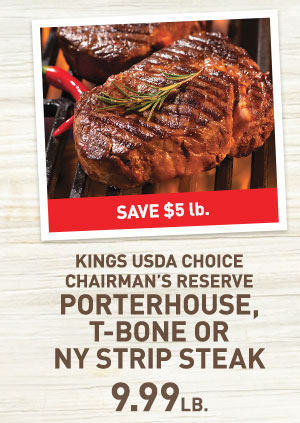 SAVE $5 lb.
KINGS USDA CHOICE
CHAIRMAN'S RESERVE
PORTERHOUSE,
T-BONE OR
NY STRIP STEAK
9.99LB.